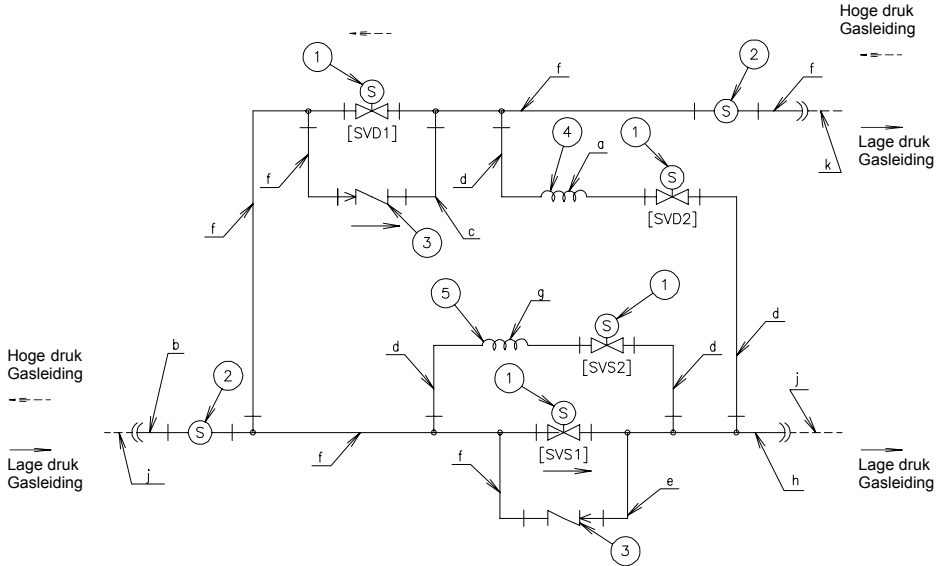 Hoge druk
Gasleiding
1
S
[SVD1]
f
2
S
f
k
Lage druk
Gasleiding
f
f
3
c
d
4
a
1
S
[SVD2]
d
5
g
1
S
[SVS2]
d
d
Hoge druk
Gasleiding
b
2
S
j
Lage druk
Gasleiding
f
1
S
[SVS1]
f
e
3
j
h
Lage druk
Gasleiding